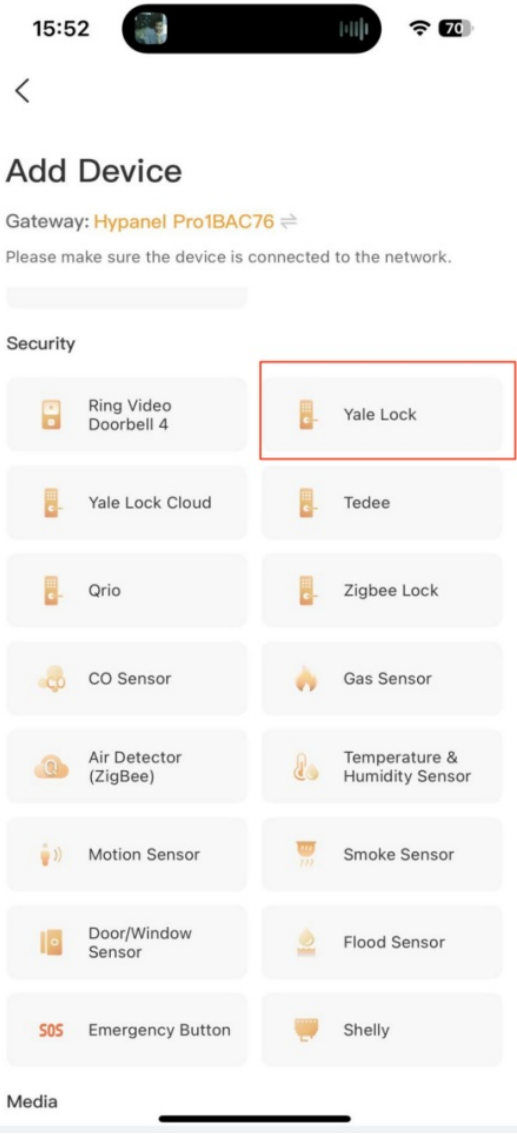 15:52
70
Add Device
Gateway: Hypanel Pro1BAC76
Please make sure the device is connected to the network.
Security
Ring Video
Doorbell 4
Yale Lock
Yale Lock Cloud
Tedee
Qrio
Zigbee Lock
CO Sensor
Gas Sensor
Air Detector
(ZigBee)
Temperature &
Humidity Sensor
Motion Sensor
Smoke Sensor
Door/Window
Sensor
Flood Sensor
SOS
Emergency Button
Shelly
Media